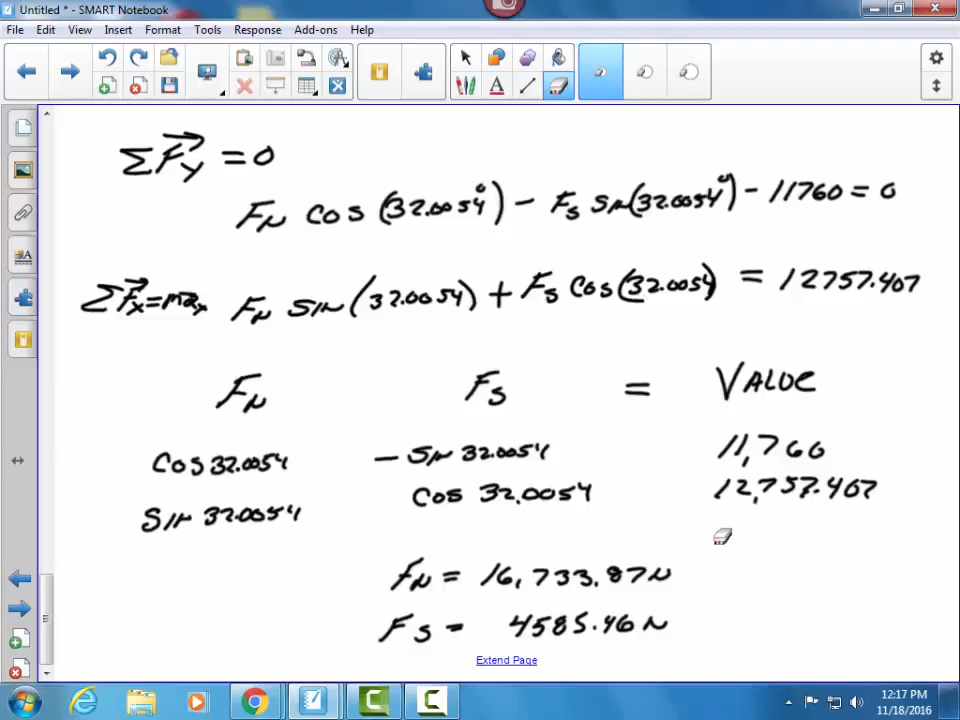 Untitled * - SMART Notebook
File Edit View Insert Format Tools Response Add-ons Help
ΣF⃗y = 0
FN cos (32.0054°) - Fs sin(32.0054°) - 11760 = 0
ΣF⃗x=max FN sin (32.0054) + Fs cos(32.0054) = 12757.407
FN Fs = VALUE
cos 32.0054 - sin 32.0054 11,760
sin 32.0054 cos 32.0054 12,757.407
FN = 16,733.87N
Fs = 4585.46 N
Extend Page
12:17 PM
11/18/2016